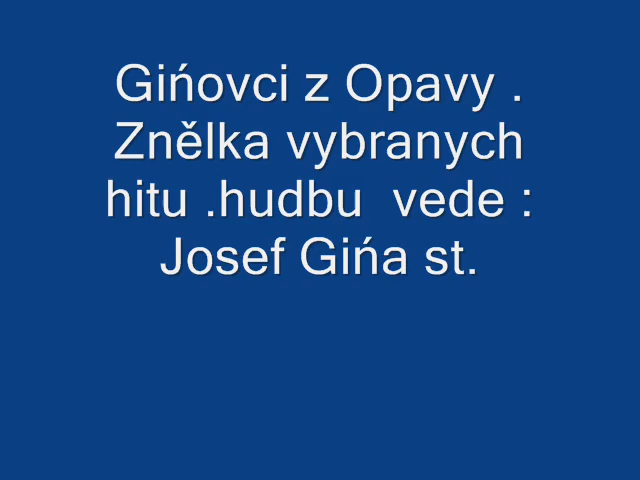 Gińovci z Opavy .
Znělka vybranych
hitu .hudbu  vede :
Josef Gińa st.